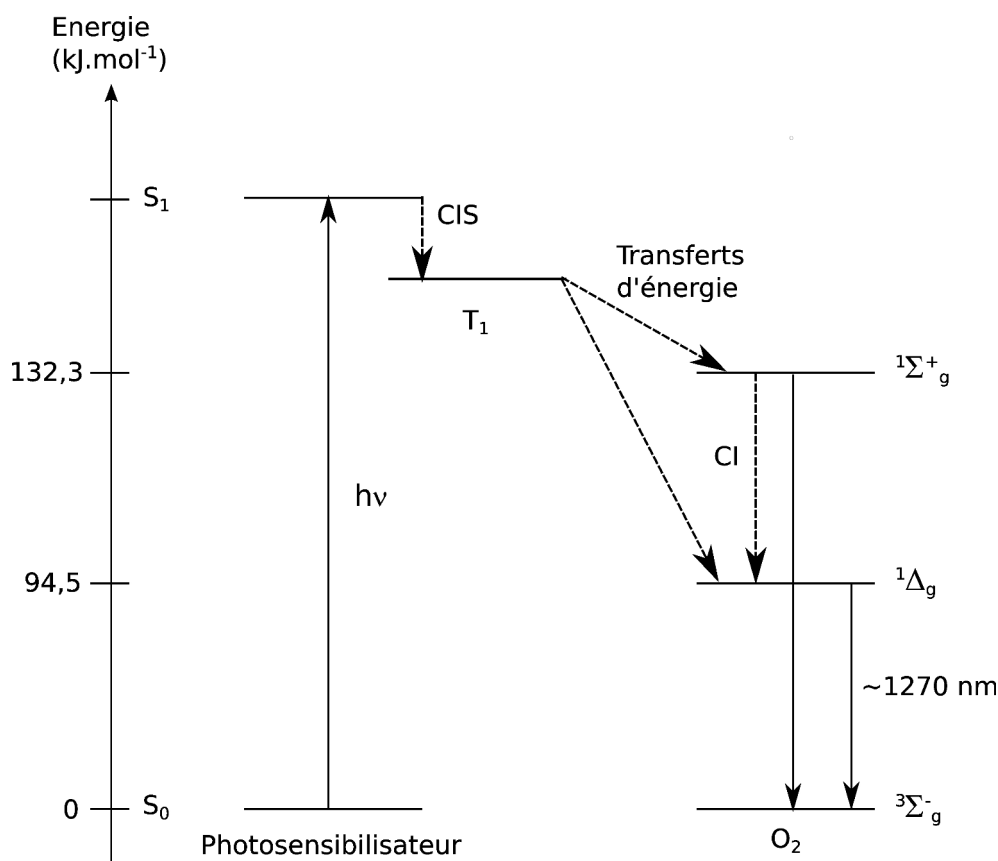 Energie
(kJ.mol⁻¹)
S₁
CIS
Transferts
d'énergie
T₁
132,3
¹Σ⁺g
CI
hν
94,5
¹Δg
~1270 nm
0
S₀
³Σ⁻g
Photosensibilisateur
O₂